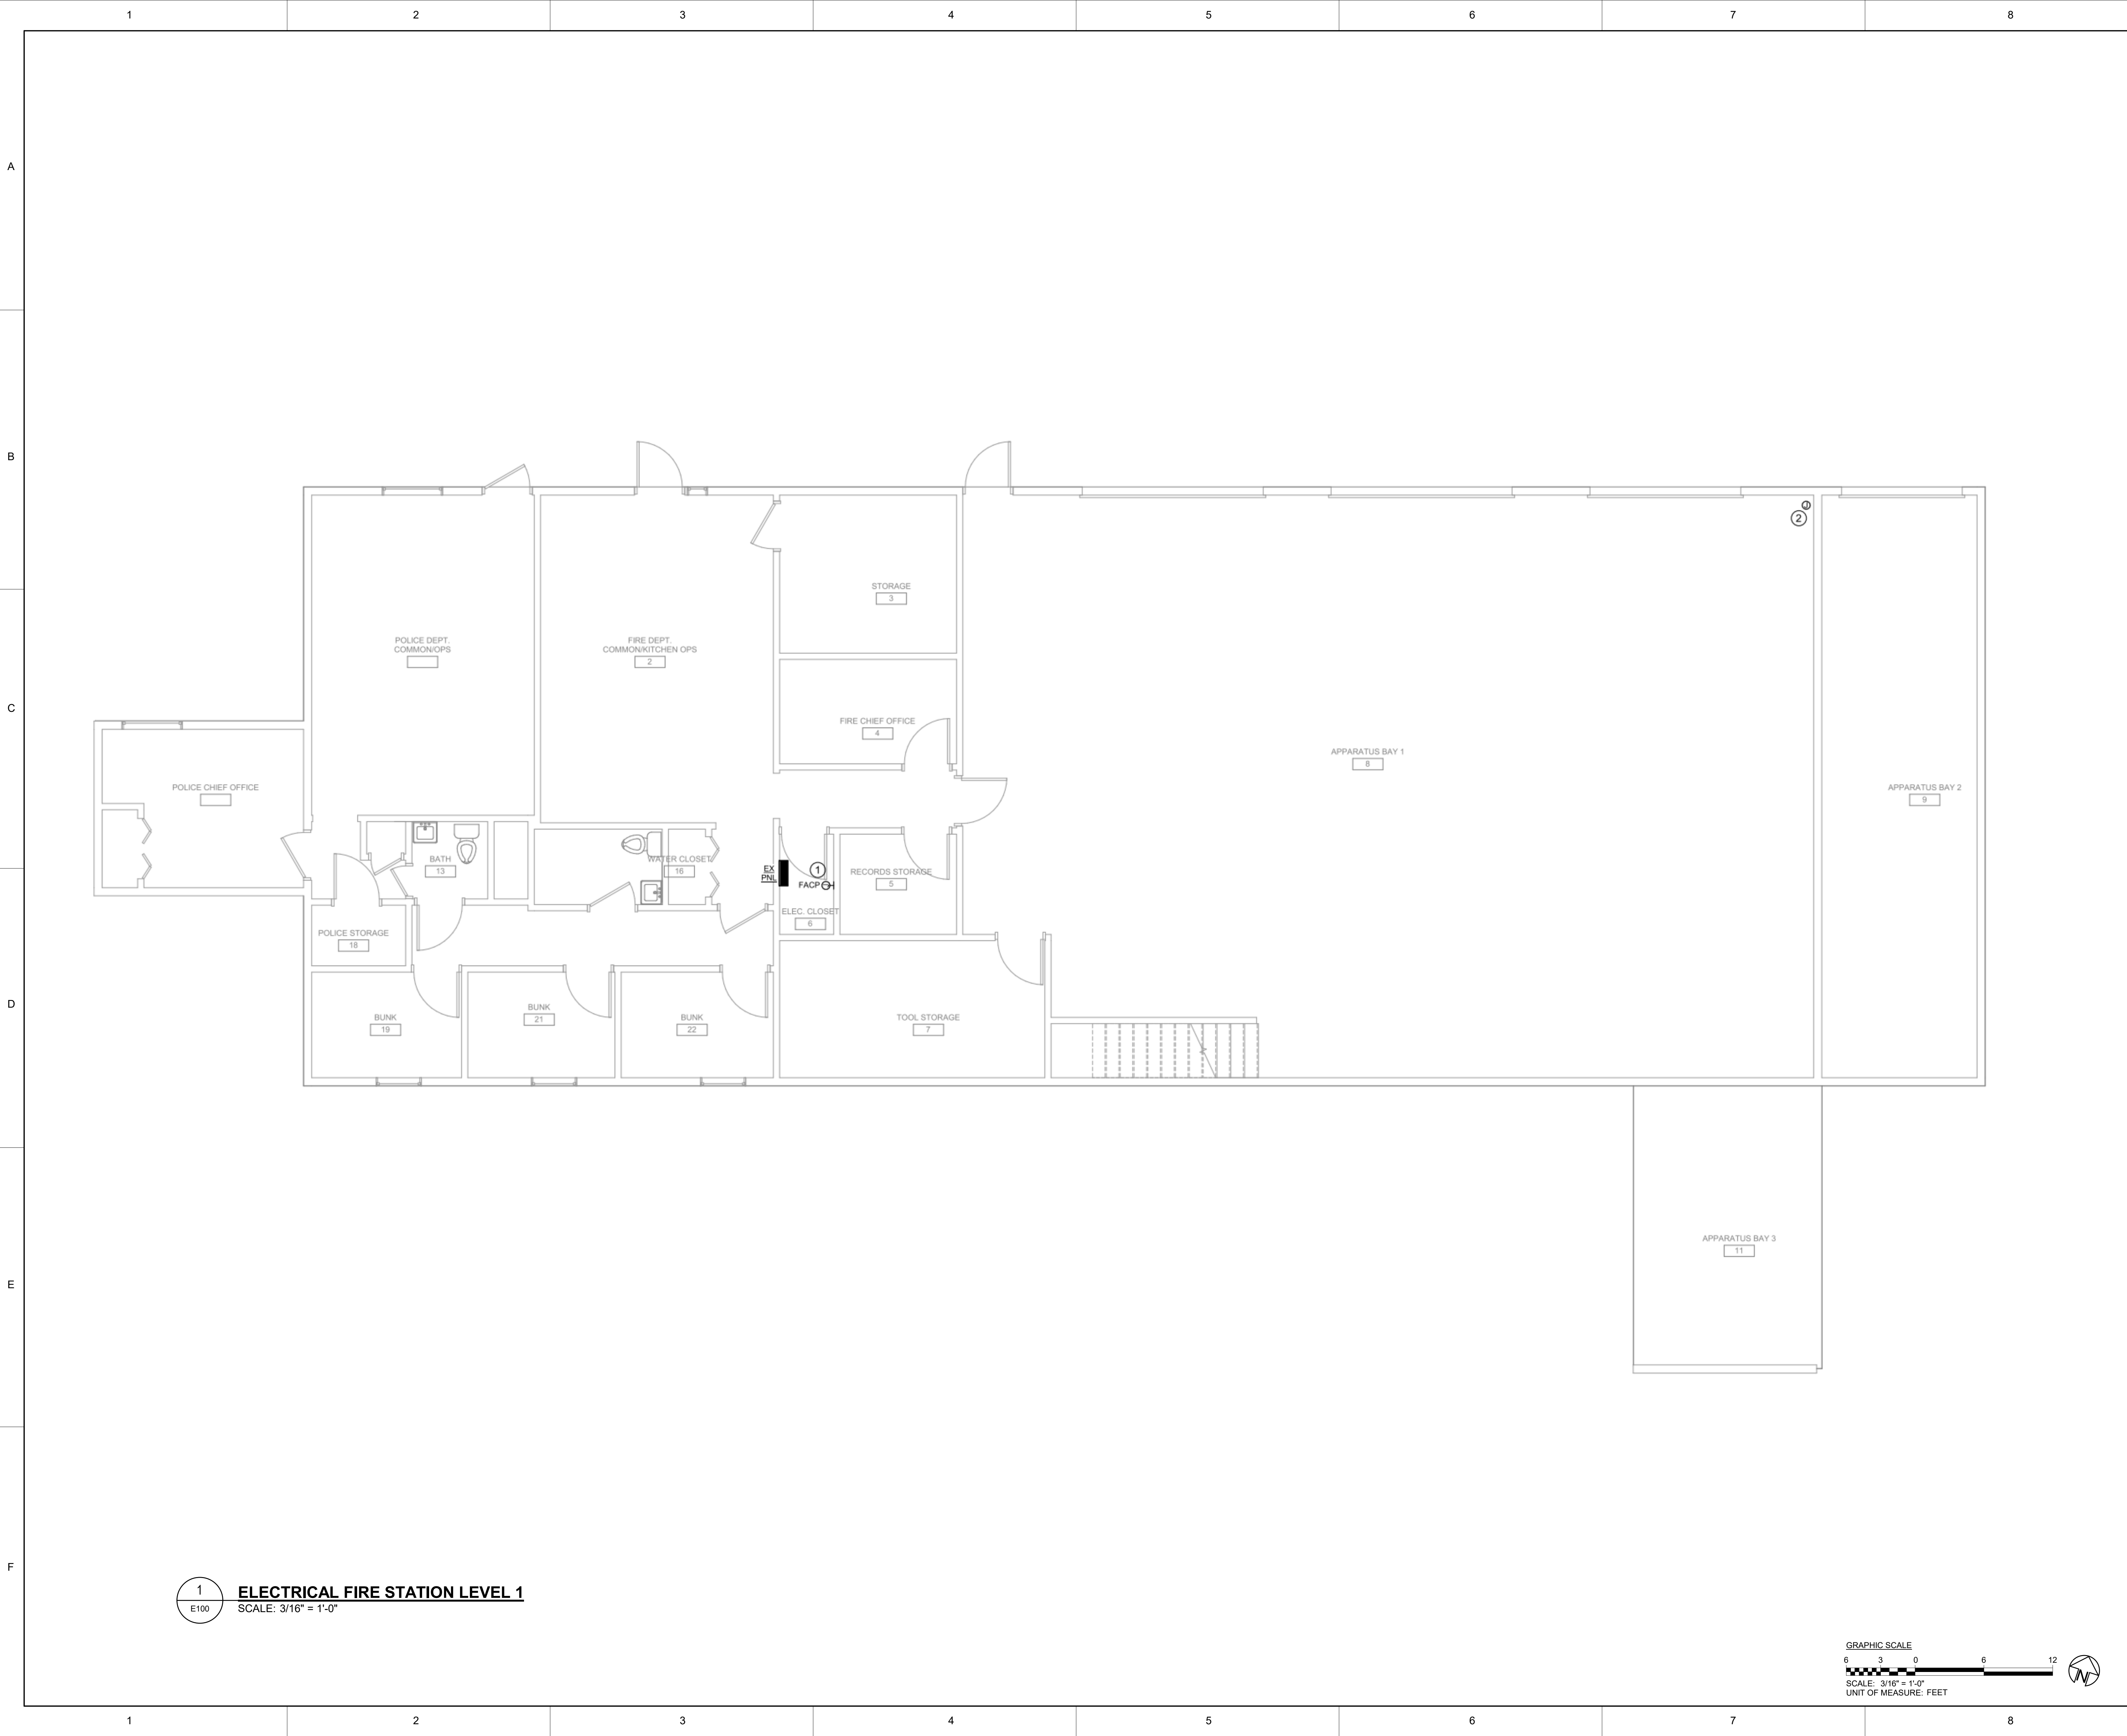 1 2 3 4 5 6 7 8
A
B
2
STORAGE
3
POLICE DEPT.
COMMON/OPS
FIRE DEPT.
COMMON/KITCHEN OPS
2
C
FIRE CHIEF OFFICE
4
APPARATUS BAY 1
8
POLICE CHIEF OFFICE
APPARATUS BAY 2
9
BATH
13
WATER CLOSET
16
EX
PNL
1
FACP
RECORDS STORAGE
5
ELEC. CLOSET
6
POLICE STORAGE
18
D
BUNK
19
BUNK
21
BUNK
22
TOOL STORAGE
7
APPARATUS BAY 3
11
E
F
1
E100
ELECTRICAL FIRE STATION LEVEL 1
SCALE: 3/16" = 1'-0"
GRAPHIC SCALE
6 3 0 6 12
SCALE: 3/16" = 1'-0"
UNIT OF MEASURE: FEET
N
1 2 3 4 5 6 7 8